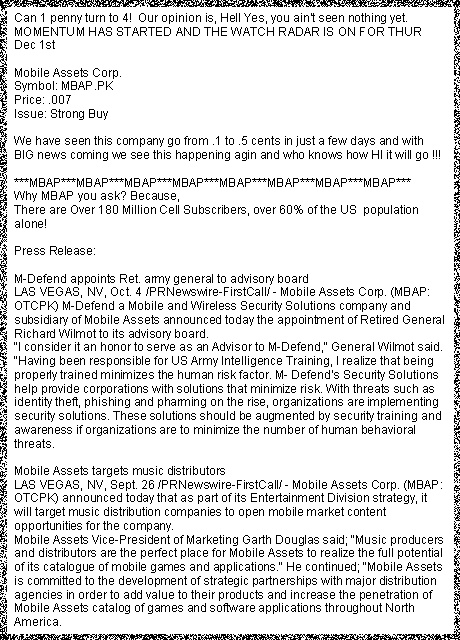 Can 1 penny turn to 4!  Our opinion is, Hell Yes, you ain't seen nothing yet.
MOMENTUM HAS STARTED AND THE WATCH RADAR IS ON FOR THUR
Dec 1st
Mobile Assets Corp.
Symbol: MBAP.PK
Price: .007
Issue: Strong Buy
We have seen this company go from .1 to .5 cents in just a few days and with
BIG news coming we see this happening agin and who knows how HI it will go !!!
***MBAP***MBAP***MBAP***MBAP***MBAP***MBAP***MBAP***MBAP***
Why MBAP you ask? Because,
There are Over 180 Million Cell Subscribers, over 60% of the US  population
alone!
Press Release:
M-Defend appoints Ret. army general to advisory board
LAS VEGAS, NV, Oct. 4 /PRNewswire-FirstCall/ - Mobile Assets Corp. (MBAP:
OTCPK) M-Defend a Mobile and Wireless Security Solutions company and
subsidiary of Mobile Assets announced today the appointment of Retired General
Richard Wilmot to its advisory board.
"I consider it an honor to serve as an Advisor to M-Defend," General Wilmot said.
"Having been responsible for US Army Intelligence Training, I realize that being
properly trained minimizes the human risk factor. M- Defend's Security Solutions
help provide corporations with solutions that minimize risk. With threats such as
identity theft, phishing and pharming on the rise, organizations are implementing
security solutions. These solutions should be augmented by security training and
awareness if organizations are to minimize the number of human behavioral
threats.
Mobile Assets targets music distributors
LAS VEGAS, NV, Sept. 26 /PRNewswire-FirstCall/ - Mobile Assets Corp. (MBAP:
OTCPK) announced today that as part of its Entertainment Division strategy, it
will target music distribution companies to open mobile market content
opportunities for the company.
Mobile Assets Vice-President of Marketing Garth Douglas said; "Music producers
and distributors are the perfect place for Mobile Assets to realize the full potential
of its catalogue of mobile games and applications." He continued; "Mobile Assets
is committed to the development of strategic partnerships with major distribution
agencies in order to add value to their products and increase the penetration of
Mobile Assets catalog of games and software applications throughout North
America.